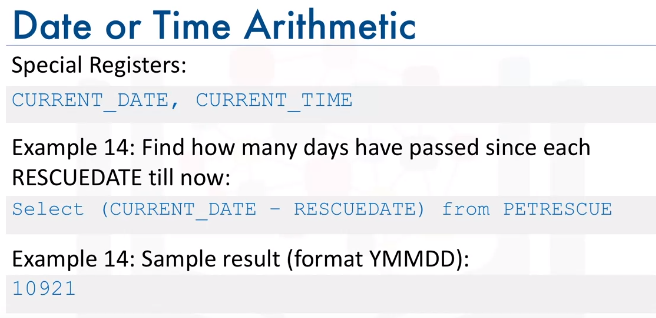 Date or Time Arithmetic
Special Registers:
CURRENT_DATE, CURRENT_TIME
Example 14: Find how many days have passed since each
RESCUEDATE till now:
Select (CURRENT_DATE – RESCUEDATE) from PETRESCUE
Example 14: Sample result (format YMMDD):
10921